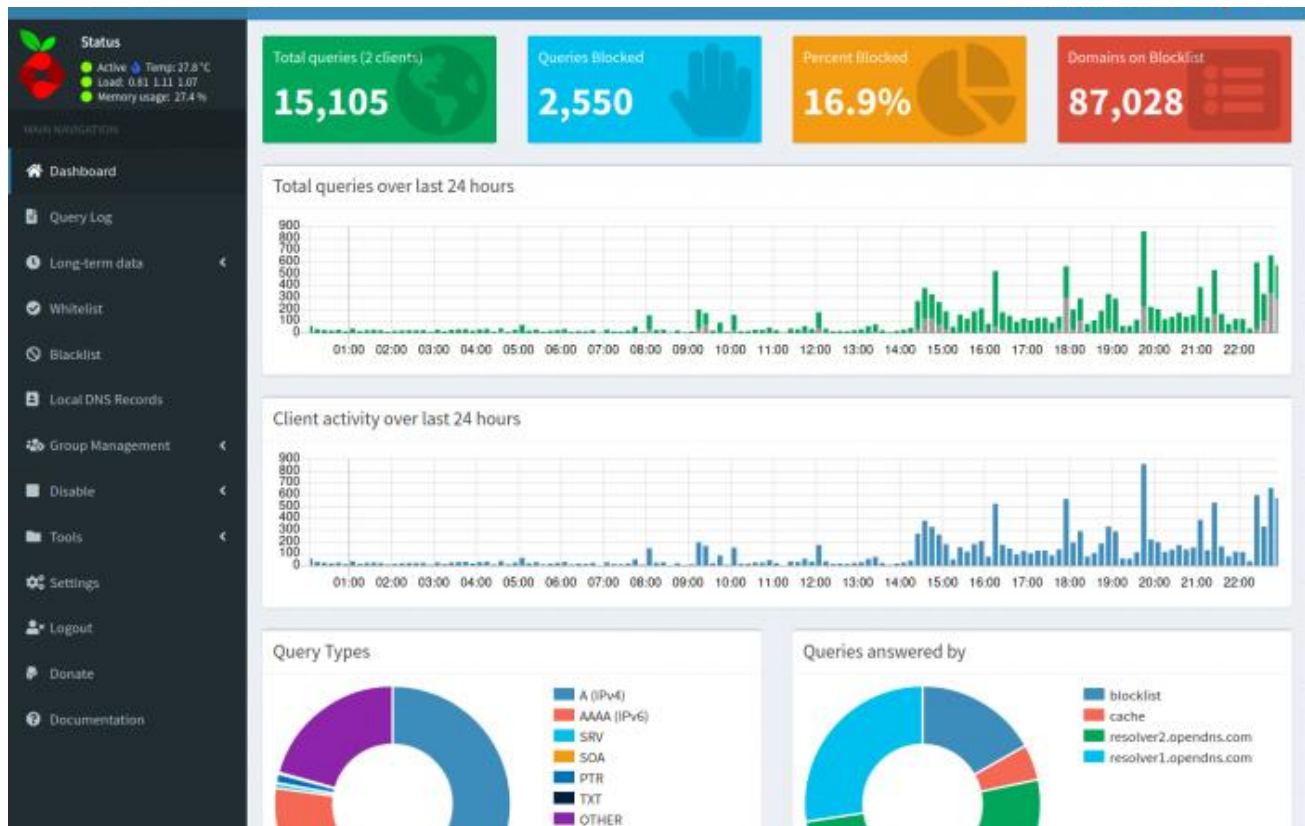 Status
Active Temp: 27.8 °C
Load: 0.81 1.11 1.07
Memory usage: 27.4 %
MAIN NAVIGATION
Dashboard
Query Log
Long-term data
Whitelist
Blacklist
Local DNS Records
Group Management
Disable
Tools
Settings
Logout
Donate
Documentation
Total queries (2 clients)
15,105
Queries Blocked
2,550
Percent Blocked
16.9%
Domains on Blocklist
87,028
Total queries over last 24 hours
900
800
700
600
500
400
300
200
100
0
01:00 02:00 03:00 04:00 05:00 06:00 07:00 08:00 09:00 10:00 11:00 12:00 13:00 14:00 15:00 16:00 17:00 18:00 19:00 20:00 21:00 22:00
Client activity over last 24 hours
900
800
700
600
500
400
300
200
100
0
01:00 02:00 03:00 04:00 05:00 06:00 07:00 08:00 09:00 10:00 11:00 12:00 13:00 14:00 15:00 16:00 17:00 18:00 19:00 20:00 21:00 22:00
Query Types
A (IPv4)
AAAA (IPv6)
SRV
SOA
PTR
TXT
OTHER
Queries answered by
blocklist
cache
resolver2.opendns.com
resolver1.opendns.com